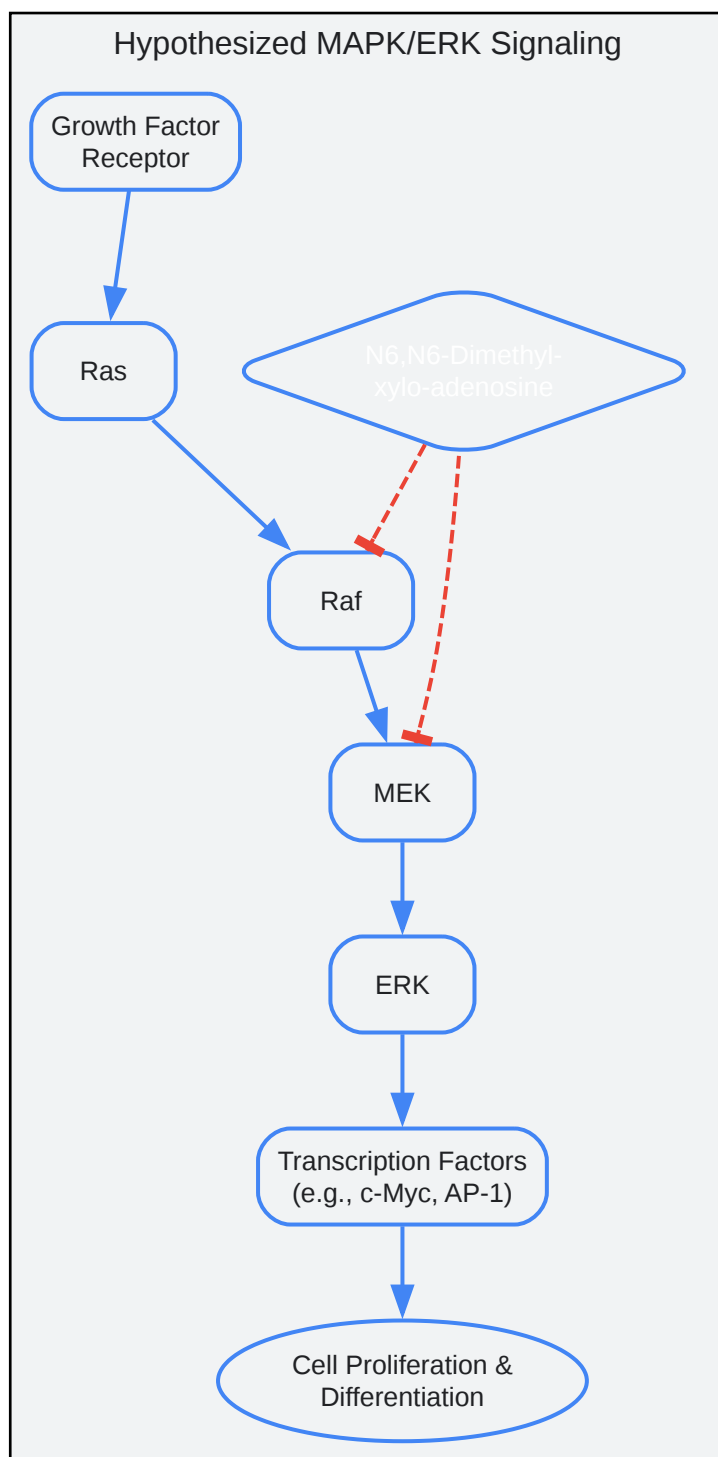 Hypothesized MAPK/ERK Signaling
Growth Factor
Receptor
Ras
N6,N6-Dimethyl-
xylo-adenosine
Raf
MEK
ERK
Transcription Factors
(e.g., c-Myc, AP-1)
Cell Proliferation &
Differentiation